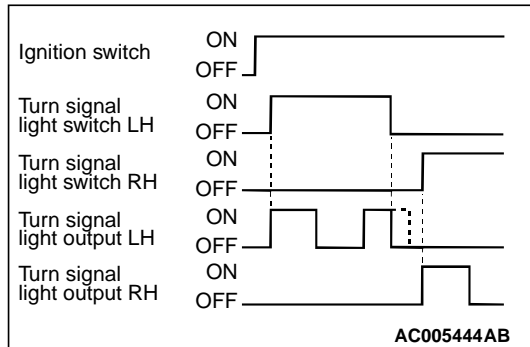 Ignition switch
ON
OFF
Turn signal
light switch LH
ON
OFF
Turn signal
light switch RH
ON
OFF
Turn signal
light output LH
ON
OFF
Turn signal
light output RH
ON
OFF
AC005444AB